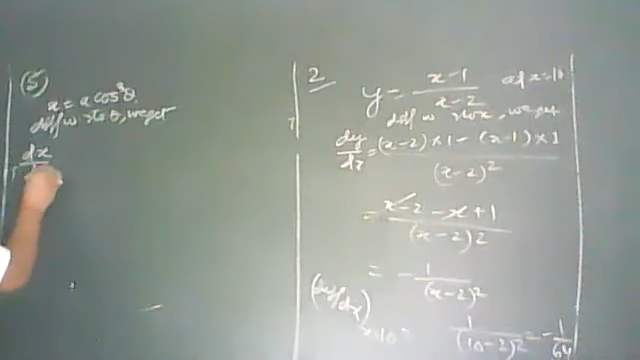 (5)
x = a cos³θ.
diff w r to θ, we get
dx
2
y = x-1 / x-2 at x=10
diff w r to x, we get
dy/dx = (x-2)×1 - (x-1)×1 / (x-2)²
= x-2-x+1 / (x-2)2
= -1 / (x-2)²
(dy/dx) x=10 = 1 / (10-2)² = -1/64